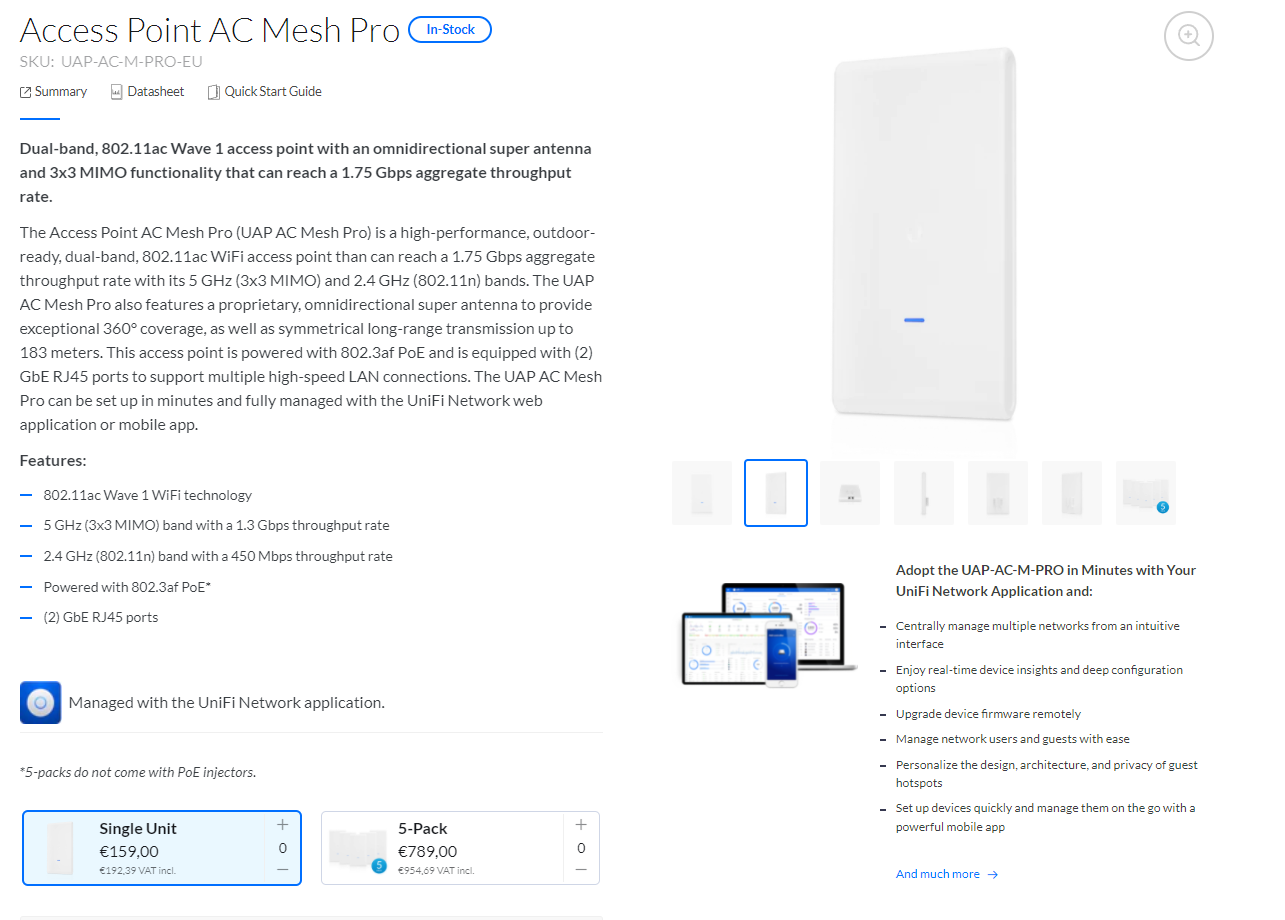 Access Point AC Mesh Pro In-Stock
SKU: UAP-AC-M-PRO-EU
Summary Datasheet Quick Start Guide
Dual-band, 802.11ac Wave 1 access point with an omnidirectional super antenna
and 3x3 MIMO functionality that can reach a 1.75 Gbps aggregate throughput
rate.
The Access Point AC Mesh Pro (UAP AC Mesh Pro) is a high-performance, outdoor-
ready, dual-band, 802.11ac WiFi access point than can reach a 1.75 Gbps aggregate
throughput rate with its 5 GHz (3x3 MIMO) and 2.4 GHz (802.11n) bands. The UAP
AC Mesh Pro also features a proprietary, omnidirectional super antenna to provide
exceptional 360° coverage, as well as symmetrical long-range transmission up to
183 meters. This access point is powered with 802.3af PoE and is equipped with (2)
GbE RJ45 ports to support multiple high-speed LAN connections. The UAP AC Mesh
Pro can be set up in minutes and fully managed with the UniFi Network web
application or mobile app.
Features:
802.11ac Wave 1 WiFi technology
5 GHz (3x3 MIMO) band with a 1.3 Gbps throughput rate
2.4 GHz (802.11n) band with a 450 Mbps throughput rate
Powered with 802.3af PoE*
(2) GbE RJ45 ports
Managed with the UniFi Network application.
*5-packs do not come with PoE injectors.
Single Unit
€159,00
€192,39 VAT incl.
+
0
−
5
5-Pack
€789,00
€954,69 VAT incl.
+
0
−
5
Adopt the UAP-AC-M-PRO in Minutes with Your
UniFi Network Application and:
Centrally manage multiple networks from an intuitive
interface
Enjoy real-time device insights and deep configuration
options
Upgrade device firmware remotely
Manage network users and guests with ease
Personalize the design, architecture, and privacy of guest
hotspots
Set up devices quickly and manage them on the go with a
powerful mobile app
And much more →